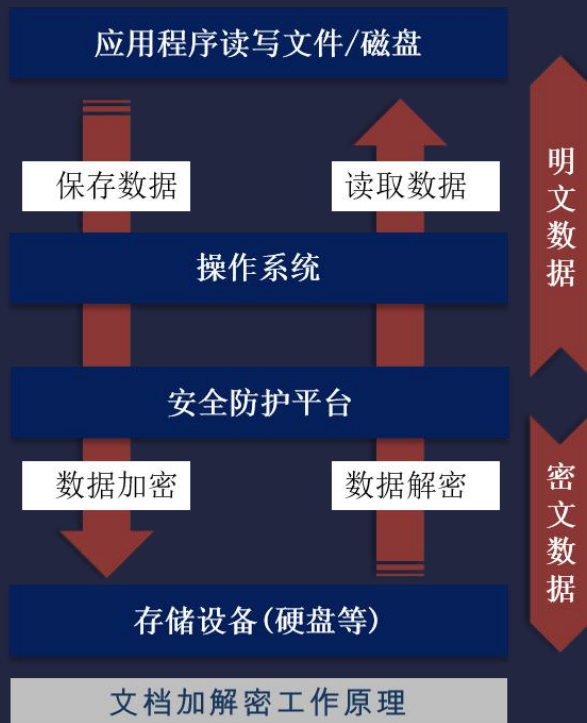 应用程序读写文件/磁盘
保存数据
读取数据
操作系统
安全防护平台
数据加密
数据解密
存储设备(硬盘等)
文档加解密工作原理
明文数据
密文数据